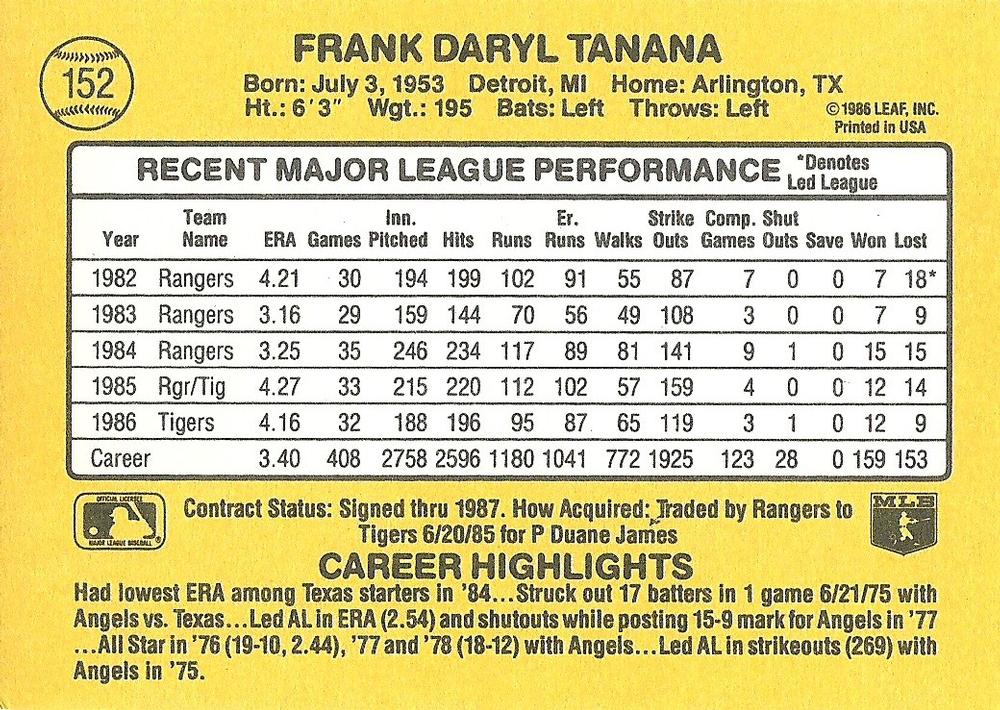 152
FRANK DARYL TANANA
Born: July 3, 1953 Detroit, MI Home: Arlington, TX
Ht.: 6'3" Wgt.: 195 Bats: Left Throws: Left
©1986 LEAF, INC.
Printed in USA
RECENT MAJOR LEAGUE PERFORMANCE *Denotes
Led League
Team Inn. Er. Strike Comp. Shut
Year Name ERA Games Pitched Hits Runs Runs Walks Outs Games Outs Save Won Lost
1982 Rangers 4.21 30 194 199 102 91 55 87 7 0 0 7 18*
1983 Rangers 3.16 29 159 144 70 56 49 108 3 0 0 7 9
1984 Rangers 3.25 35 246 234 117 89 81 141 9 1 0 15 15
1985 Rgr/Tig 4.27 33 215 220 112 102 57 159 4 0 0 12 14
1986 Tigers 4.16 32 188 196 95 87 65 119 3 1 0 12 9
Career 3.40 408 2758 2596 1180 1041 772 1925 123 28 0 159 153
OFFICIAL LICENSEE
MAJOR LEAGUE BASEBALL
®
Contract Status: Signed thru 1987. How Acquired: Traded by Rangers to
Tigers 6/20/85 for P Duane James
MLB
CAREER HIGHLIGHTS
Had lowest ERA among Texas starters in '84...Struck out 17 batters in 1 game 6/21/75 with
Angels vs. Texas...Led AL in ERA (2.54) and shutouts while posting 15-9 mark for Angels in '77
...All Star in '76 (19-10, 2.44), '77 and '78 (18-12) with Angels...Led AL in strikeouts (269) with
Angels in '75.